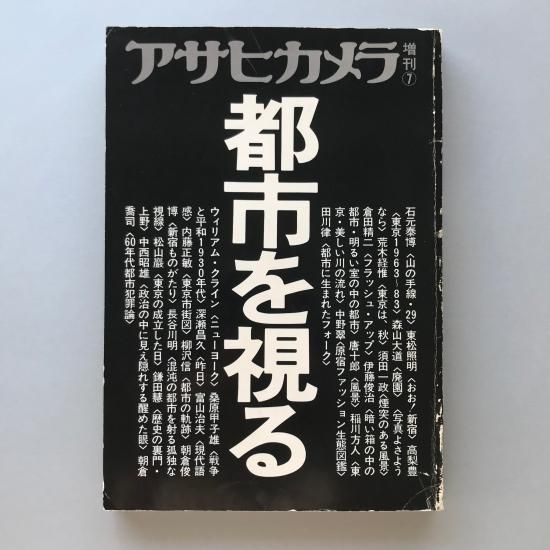 アサヒカメラ
増刊⑦
都市を視る
石元泰博〈山の手線・29〉東松照明〈おお！新宿〉高梨豊
〈東京1963〜83〉森山大道〈廃園〉〈写真よさよう
なら〉荒木経惟〈東京は、秋〉須田一政〈煙突のある風景〉
倉田精二〈フラッシュ・アップ〉伊藤俊治〈暗い箱の中の
都市・明るい室の中の都市〉唐十郎〈風景〉稲川方人〈東
京・美しい川の流れ〉中野翠〈原宿ファッション生態図鑑〉
田川律〈都市に生まれたフォーク〉
ウイリアム・クライン〈ニューヨーク〉桑原甲子雄〈戦争
と平和1930年代〉深瀬昌久〈昨日〉富山治夫〈現代語
感〉内藤正敏〈東京市街図〉柳沢信〈都市の軌跡〉朝倉俊
博〈新宿ものがたり〉長谷川明〈混沌の都市を射る孤独な
視線〉松山巖〈東京の成立した日〉鎌田慧〈歴史の裏門・
上野〉中西昭雄〈政治の中に見え隠れする醒めた眼〉朝倉
喬司〈60年代都市犯罪論〉